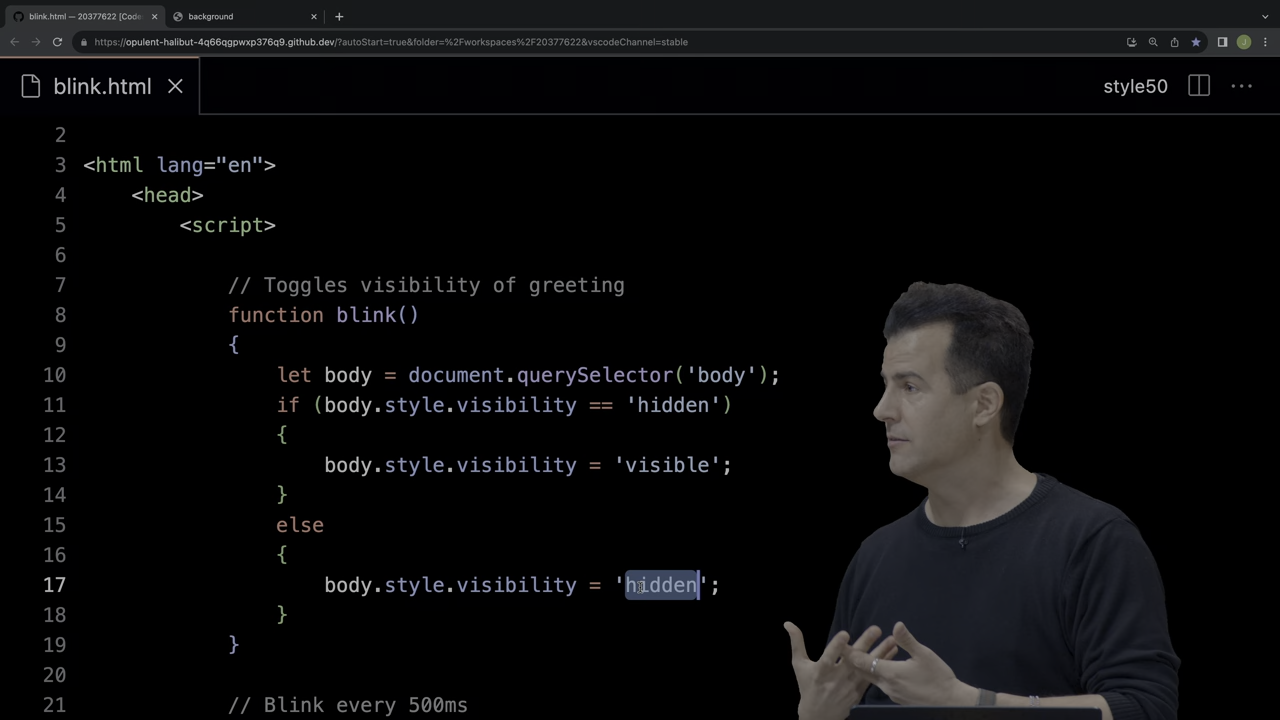 blink.html — 20377622 [Code
background
https://opulent-halibut-4q66qgpwxp376q9.github.dev/?autoStart=true&folder=%2Fworkspaces%2F20377622&vscodeChannel=stable
J
blink.html
style50
2
3 <html lang="en">
4 <head>
5 <script>
6
7 // Toggles visibility of greeting
8 function blink()
9 {
10 let body = document.querySelector('body');
11 if (body.style.visibility == 'hidden')
12 {
13 body.style.visibility = 'visible';
14 }
15 else
16 {
17 body.style.visibility = 'hidden';
18 }
19 }
20
21 // Blink every 500ms